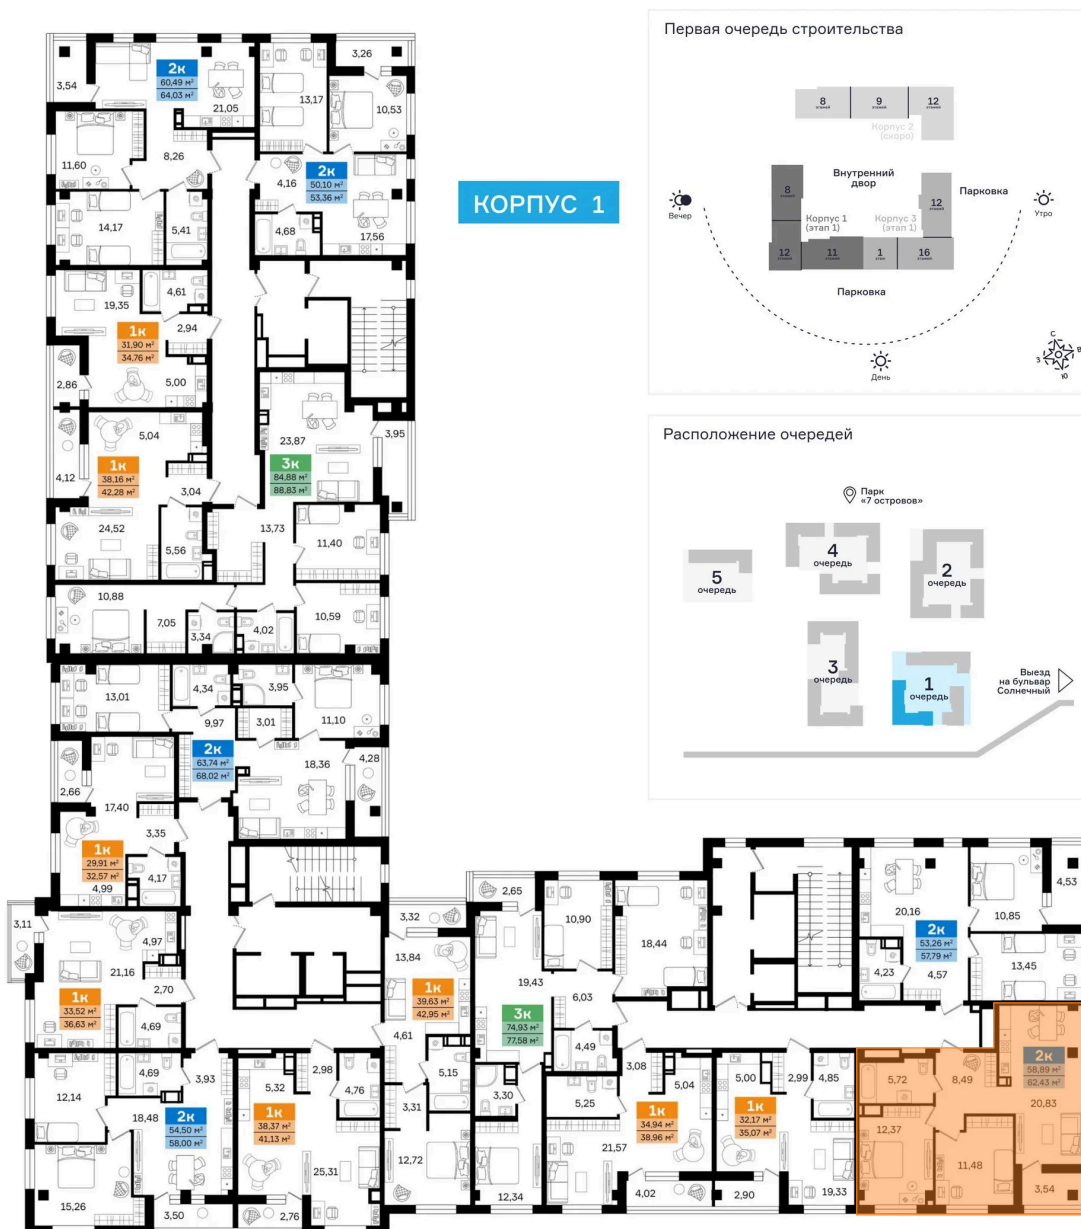 Первая очередь строительства
8
этажей
9
этажей
12
этажей
Корпус 2
(скоро)
Внутренний
двор
8
этажей
12
этажей
Парковка
Вечер
Утро
Корпус 1
(этап 1)
Корпус 3
(этап 1)
12
этажей
11
этажей
1
этаж
16
этажей
Парковка
День
С
В
Ю
З
Расположение очередей
Парк
«7 островов»
4
очередь
5
очередь
2
очередь
3
очередь
1
очередь
Выезд
на бульвар
Солнечный
КОРПУС 1
3,54
2к
60,49 м²
64,03 м²
21,05
13,17
3,26
10,53
11,60
8,26
4,16
2к
50,10 м²
53,36 м²
14,17
5,41
4,68
17,56
19,35
4,61
1к
31,90 м²
34,76 м²
2,94
2,86
5,00
5,04
23,87
3,95
4,12
1к
38,16 м²
42,28 м²
3к
84,88 м²
88,83 м²
3,04
24,52
5,56
13,73
11,40
10,88
7,05
3,34
4,02
10,59
13,01
4,34
3,95
11,10
9,97
3,01
2к
63,74 м²
68,02 м²
18,36
4,28
2,66
17,40
3,35
1к
29,91 м²
32,57 м²
4,17
4,99
3,11
4,97
21,16
2,70
1к
33,52 м²
36,63 м²
4,69
3,32
13,84
1к
39,63 м²
42,95 м²
2,65
10,90
18,44
19,43
6,03
3к
74,93 м²
77,58 м²
4,49
20,16
2к
53,26 м²
57,79 м²
10,85
4,53
4,23
4,57
13,45
12,14
4,69
3,93
18,48
2к
54,50 м²
58,00 м²
15,26
3,50
5,32
2,98
4,76
1к
38,37 м²
41,13 м²
25,31
2,76
4,61
5,15
3,31
12,72
3,30
12,34
5,25
3,08
5,04
1к
34,94 м²
38,96 м²
21,57
4,02
5,00
2,99
4,85
1к
32,17 м²
35,07 м²
2,90
19,33
5,72
8,49
2к
58,89 м²
62,43 м²
20,83
12,37
11,48
3,54